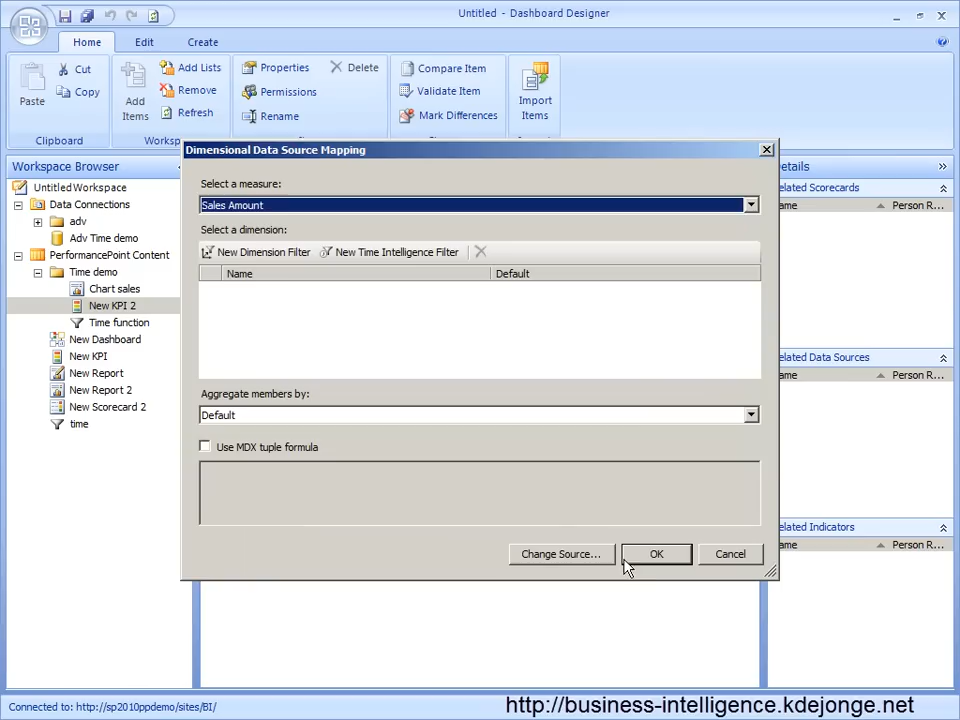 Untitled - Dashboard Designer
Home Edit Create
Paste
Cut
Copy
Clipboard
Add Items
Add Lists
Remove
Refresh
Worksp
Properties
Permissions
Rename
Delete
Compare Item
Validate Item
Mark Differences
Import Items
Workspace Browser
Untitled Workspace
Data Connections
adv
Adv Time demo
PerformancePoint Content
Time demo
Chart sales
New KPI 2
Time function
New Dashboard
New KPI
New Report
New Report 2
New Scorecard 2
time
Dimensional Data Source Mapping
Select a measure:
Sales Amount
Select a dimension:
New Dimension Filter New Time Intelligence Filter
Name Default
Aggregate members by:
Default
Use MDX tuple formula
Change Source... OK Cancel
etails
elated Scorecards
ame Person R...
elated Data Sources
ame Person R...
elated Indicators
ame Person R...
Connected to: http://sp2010ppdemo/sites/BI/
http://business-intelligence.kdejonge.net